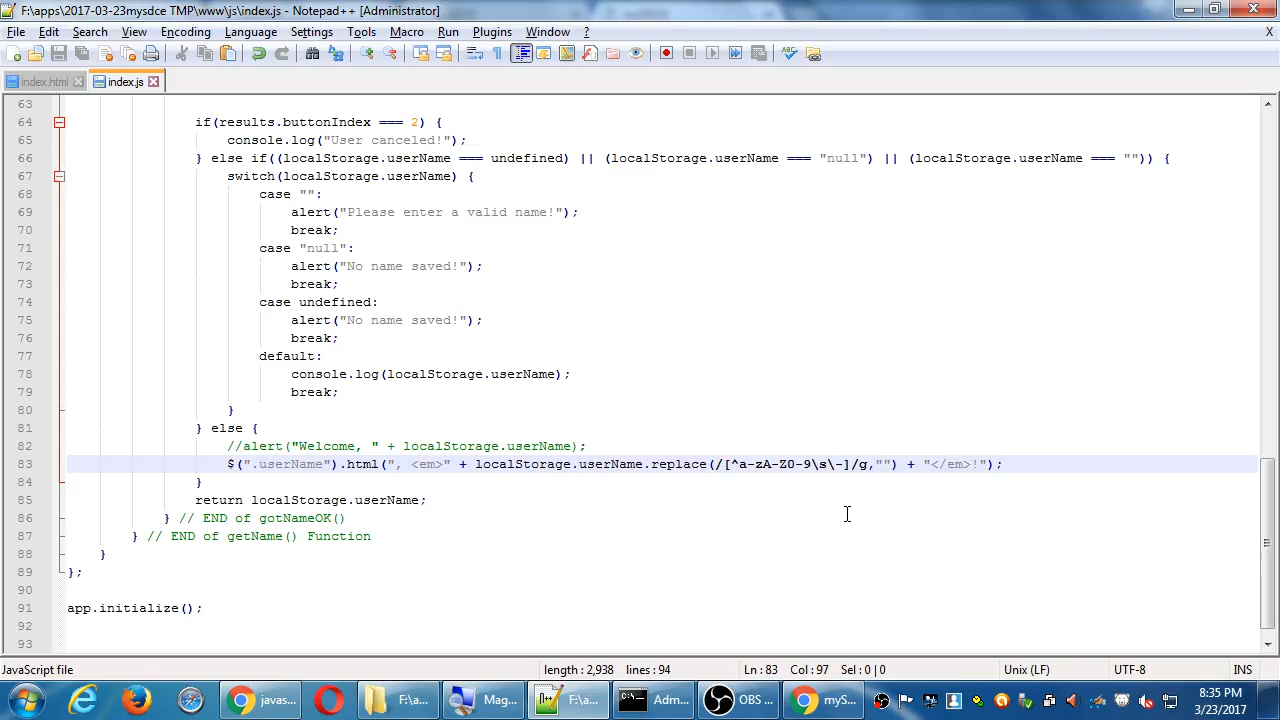 F:\apps\2017-03-23mysdce TMP\www\js\index.js - Notepad++ [Administrator]
File Edit Search View Encoding Language Settings Tools Macro Run Plugins Window ? X
index.html index.js
63
64 if(results.buttonIndex === 2) {
65 console.log("User canceled!");
66 } else if((localStorage.userName === undefined) || (localStorage.userName === "null") || (localStorage.userName === "")) {
67 switch(localStorage.userName) {
68 case "":
69 alert("Please enter a valid name!");
70 break;
71 case "null":
72 alert("No name saved!");
73 break;
74 case undefined:
75 alert("No name saved!");
76 break;
77 default:
78 console.log(localStorage.userName);
79 break;
80 }
81 } else {
82 //alert("Welcome, " + localStorage.userName);
83 $(".userName").html(", <em>" + localStorage.userName.replace(/[^a-zA-Z0-9\s\-]/g,"") + "</em>!");
84 }
85 return localStorage.userName;
86 } // END of gotNameOK()
87 } // END of getName() Function
88 }
89 };
90
91 app.initialize();
92
93
JavaScript file length : 2,938 lines : 94 Ln : 83 Col : 97 Sel : 0 | 0 Unix (LF) UTF-8 INS
javas... F:\a... Mag... F:\a... Adm... OBS ... myS... 8:35 PM
3/23/2017